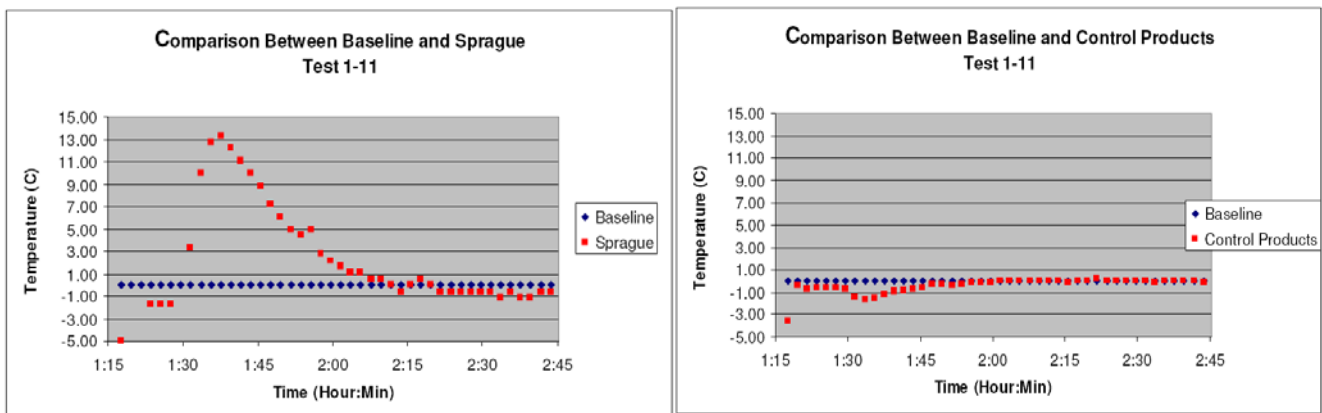 Comparison Between Baseline and Sprague
Test 1-11
Temperature (C)
15.00
13.00
11.00
9.00
7.00
5.00
3.00
1.00
-1.00
-3.00
-5.00
1:15 1:30 1:45 2:00 2:15 2:30 2:45
Time (Hour:Min)
Baseline
Sprague
Comparison Between Baseline and Control Products
Test 1-11
Temperature (C)
15.00
13.00
11.00
9.00
7.00
5.00
3.00
1.00
-1.00
-3.00
-5.00
1:15 1:30 1:45 2:00 2:15 2:30 2:45
Time (Hour:Min)
Baseline
Control Products